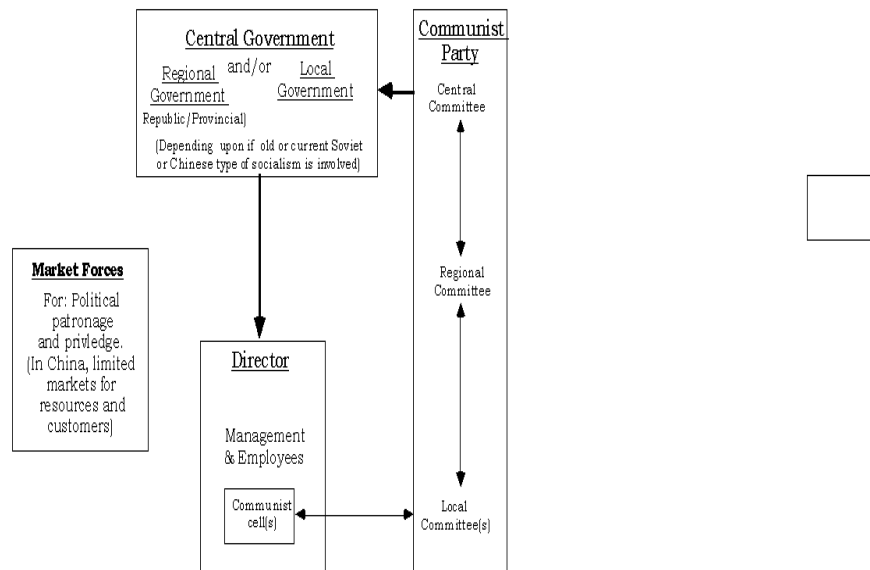 Central Government
and/or
Regional
Government
Republic/Provincial)
Local
Government
(Depending upon if old or current Soviet
or Chinese type of socialism is involved)
Communist
Party
Central
Committee
Regional
Committee
Local
Committee(s)
Market Forces
For: Political
patronage
and privledge.
(In China, limited
markets for
resources and
customers)
Director
Management
& Employees
Communist
cell(s)